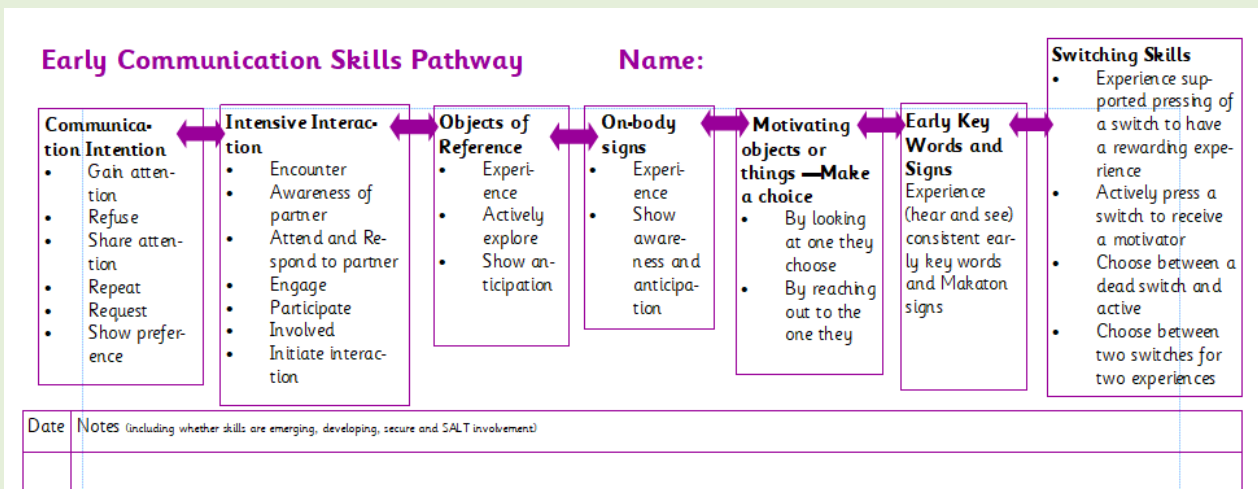 Early Communication Skills Pathway
Name:
Communica-
tion Intention
• Gain atten-
tion
• Refuse
• Share atten-
tion
• Repeat
• Request
• Show prefer-
ence
Intensive Interac-
tion
• Encounter
• Awareness of
partner
• Attend and Re-
spond to partner
• Engage
• Participate
• Involved
• Initiate interac-
tion
Objects of
Reference
• Experi-
ence
• Actively
explore
• Show an-
ticipation
On-body
signs
• Experi-
ence
• Show
aware-
ness and
anticipa-
tion
Motivating
objects or
things —Make
a choice
• By looking
at one they
choose
• By reaching
out to the
one they
Early Key
Words and
Signs
Experience
(hear and see)
consistent ear-
ly key words
and Makaton
signs
Switching Skills
• Experience sup-
ported pressing of
a switch to have
a rewarding expe-
rience
• Actively press a
switch to receive
a motivator
• Choose between a
dead switch and
active
• Choose between
two switches for
two experiences
Date
Notes (including whether skills are emerging, developing, secure and SALT involvement)